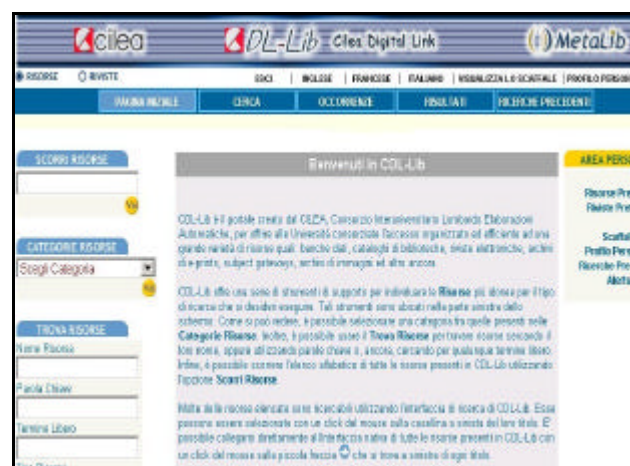 cilea
CDL-Lib Cilea Digital Link
MetaLib
RISORSE RIVISTE
ESCI | INGLESE | FRANCESE | ITALIANO | VISUALIZZA LO SCAFFALE | PROFILO PERSON
PAGINA INIZIALE CERCA OCCORRENZE RISULTATI RICERCHE PRECEDENTI
SCORRI RISORSE
Vai
CATEGORIE RISORSE
Scegli Categoria
Vai
TROVA RISORSE
Nome Risorsa
Parola Chiave
Termine Libero
Benvenuti in CDL-Lib
CDL-Lib è il portale creato dal CILEA, Consorzio Interuniversitario Lombardo Elaborazioni
Automatiche, per offrire alle Università consorziate l'accesso organizzato ed efficiente ad una
grande varietà di risorse quali: banche dati, cataloghi di biblioteche, riviste elettroniche, archivi
di e-prints, subject gateways, archivi di immagini ed altro ancora.
CDL-Lib offre una serie di strumenti di supporto per individuare le Risorse più idonee per il tipo
di ricerca che si desidera eseguire. Tali strumenti sono ubicati nella parte sinistra dello
schermo. Come si può vedere, è possibile selezionare una categoria tra quelle presenti nelle
Categorie Risorse. Inoltre, è possibile usare il Trova Risorse per trovare risorse secondo il
loro nome, oppure utilizzando parole chiave o, ancora, cercando per qualunque termine libero.
Infine, è possibile scorrere l'elenco alfabetico di tutte le risorse presenti in CDL-Lib utilizzando
l'opzione Scorri Risorse.
Molte delle risorse elencate sono ricercabili utilizzando l'interfaccia di ricerca di CDL-Lib. Esse
possono essere selezionate con un click del mouse sulla casellina a sinistra del loro titolo. E'
possibile collegarsi direttamente all'interfaccia nativa di tutte le risorse presenti in CDL-Lib con
un click del mouse sulla piccola freccia che si trova a sinistra di ogni titolo.
AREA PERS
Risorse Pre
Riviste Pre
Scaffal
Profilo Pers
Ricerche Pre